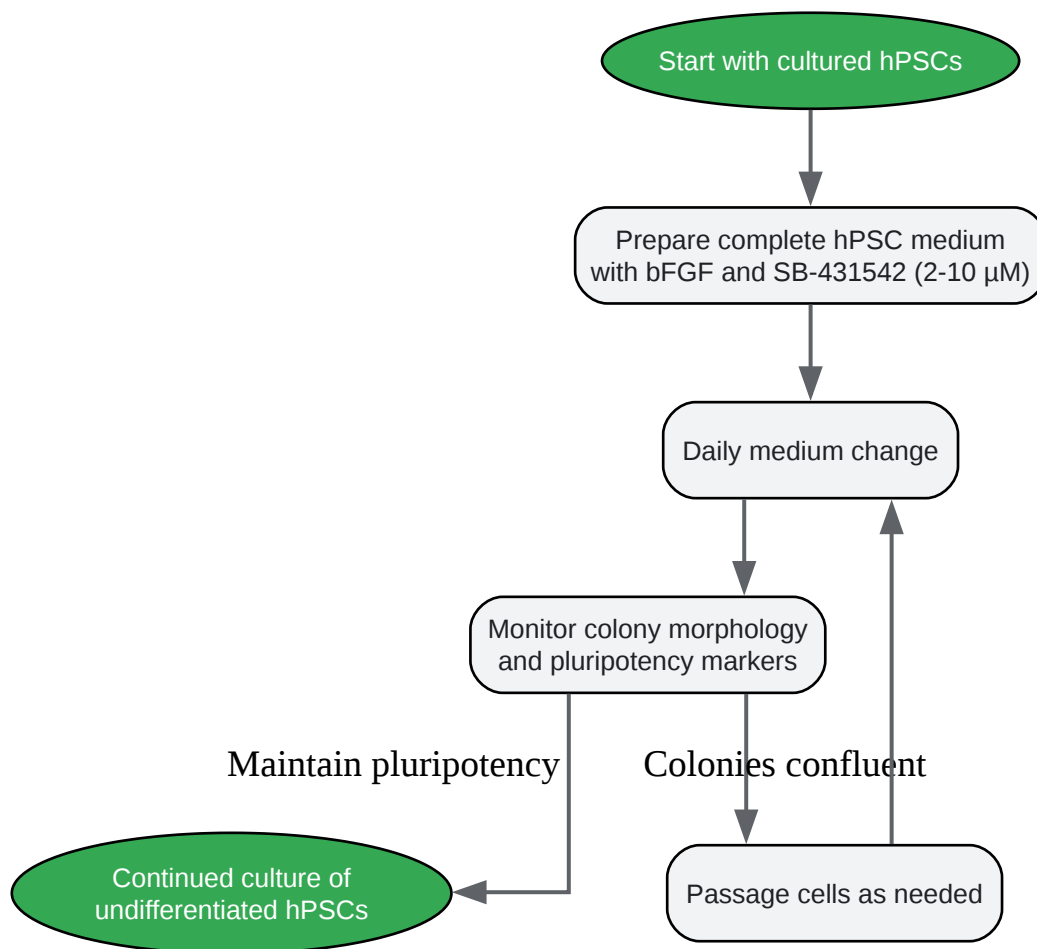 Start with cultured hPSCs
Prepare complete hPSC medium
with bFGF and SB-431542 (2-10 µM)
Daily medium change
Monitor colony morphology
and pluripotency markers
Maintain pluripotency
Colonies confluent
Continued culture of
undifferentiated hPSCs
Passage cells as needed